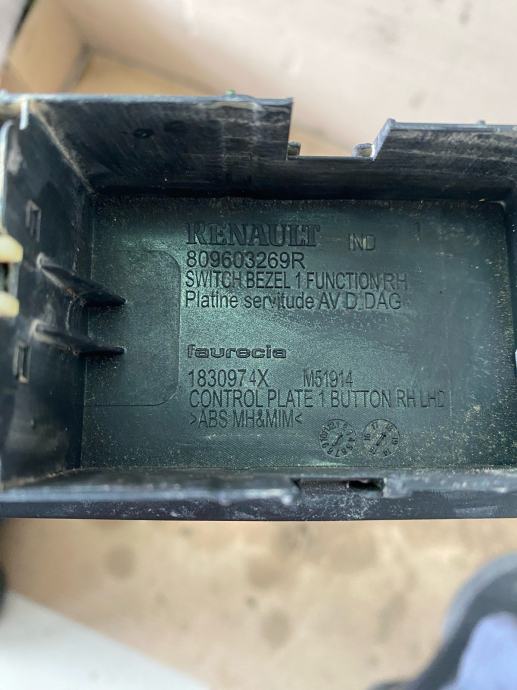 RENAULT IND
809603269R
SWITCH BEZEL 1 FUNCTION RH
Platine servitude AV D.DAG
faurecia
1830974X M51914
CONTROL PLATE 1 BUTTON RH LHD
>ABS MH&MIM<